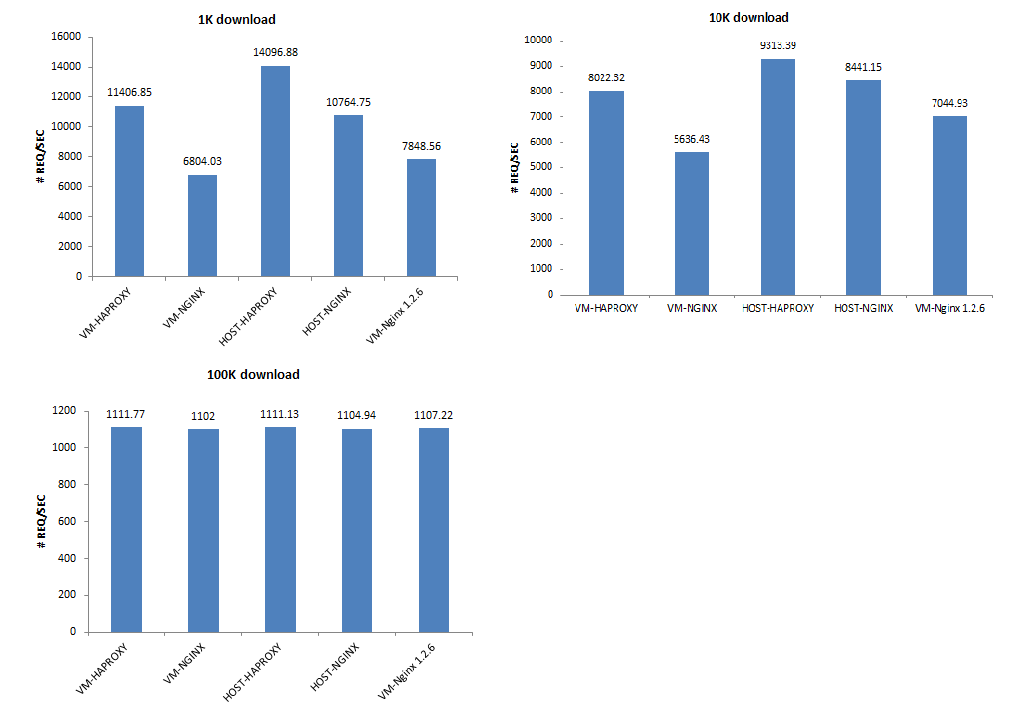 1K download
16000
14000
12000
10000
8000
6000
4000
2000
0
# REQ/SEC
11406.85
6804.03
14096.88
10764.75
7848.56
VM-HAPROXY
VM-NGINX
HOST-HAPROXY
HOST-NGINX
VM-Nginx 1.2.6
10K download
10000
9000
8000
7000
6000
5000
4000
3000
2000
1000
0
# REQ/SEC
8022.32
5636.43
9313.39
8441.15
7044.93
VM-HAPROXY
VM-NGINX
HOST-HAPROXY
HOST-NGINX
VM-Nginx 1.2.6
100K download
1200
1000
800
600
400
200
0
# REQ/SEC
1111.77
1102
1111.13
1104.94
1107.22
VM-HAPROXY
VM-NGINX
HOST-HAPROXY
HOST-NGINX
VM-Nginx 1.2.6